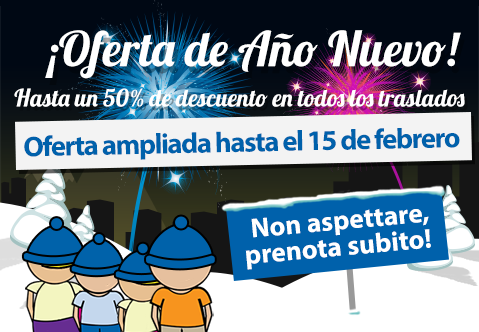 ¡Oferta de Año Nuevo!
Hasta un 50% de descuento en todos los traslados
Oferta ampliada hasta el 15 de febrero
Non aspettare,
prenota subito!